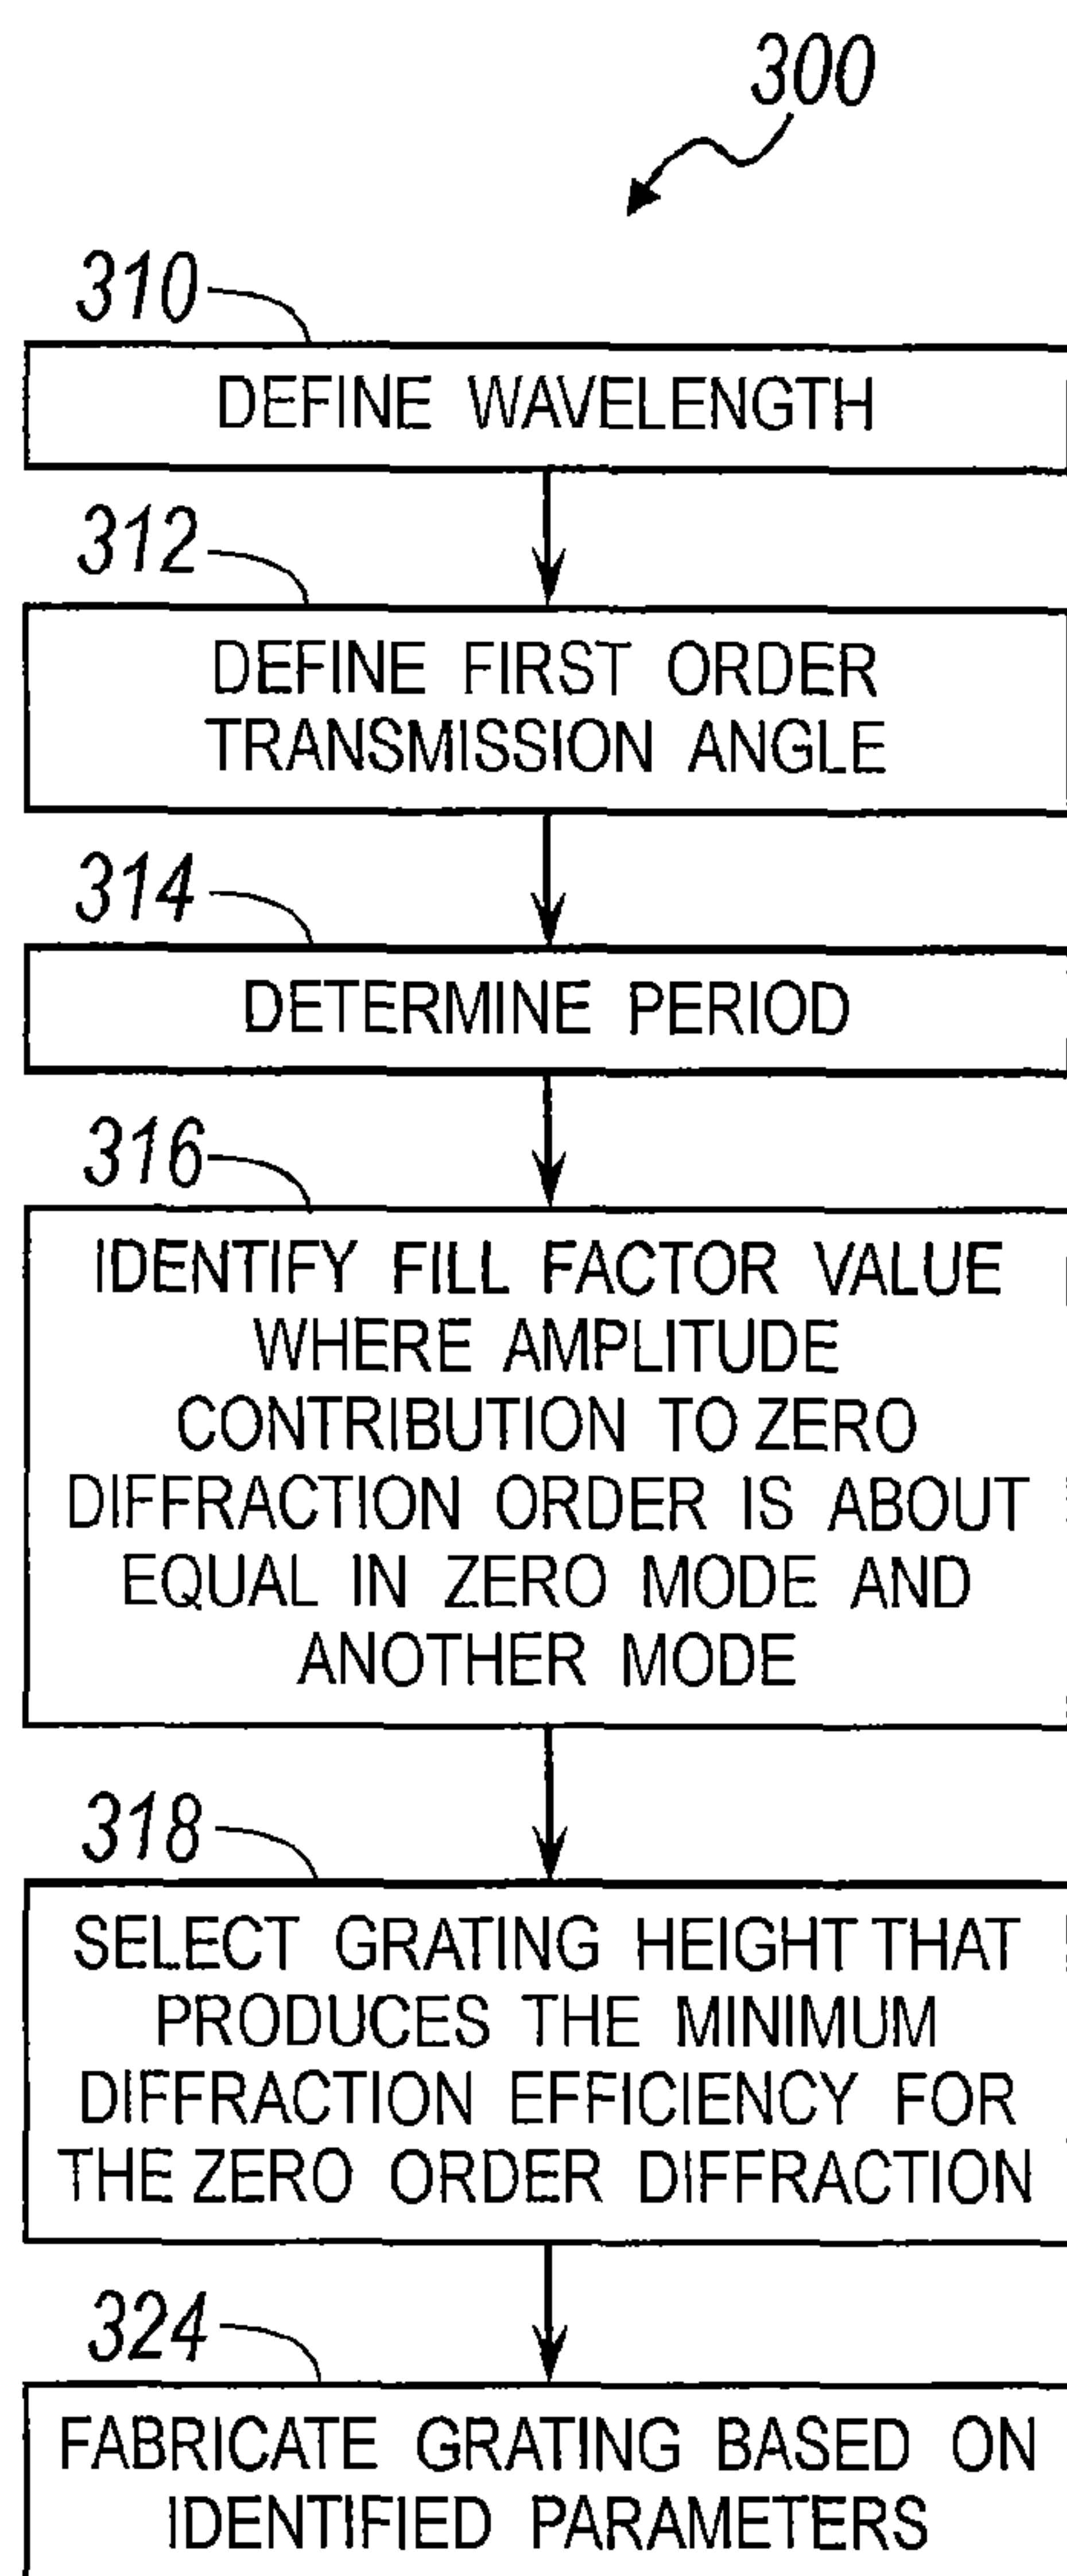 300
310
DEFINE WAVELENGTH
312
DEFINE FIRST ORDER
TRANSMISSION ANGLE
314
DETERMINE PERIOD
316
IDENTIFY FILL FACTOR VALUE
WHERE AMPLITUDE
CONTRIBUTION TO ZERO
DIFFRACTION ORDER IS ABOUT
EQUAL IN ZERO MODE AND
ANOTHER MODE
318
SELECT GRATING HEIGHT THAT
PRODUCES THE MINIMUM
DIFFRACTION EFFICIENCY FOR
THE ZERO ORDER DIFFRACTION
324
FABRICATE GRATING BASED ON
IDENTIFIED PARAMETERS